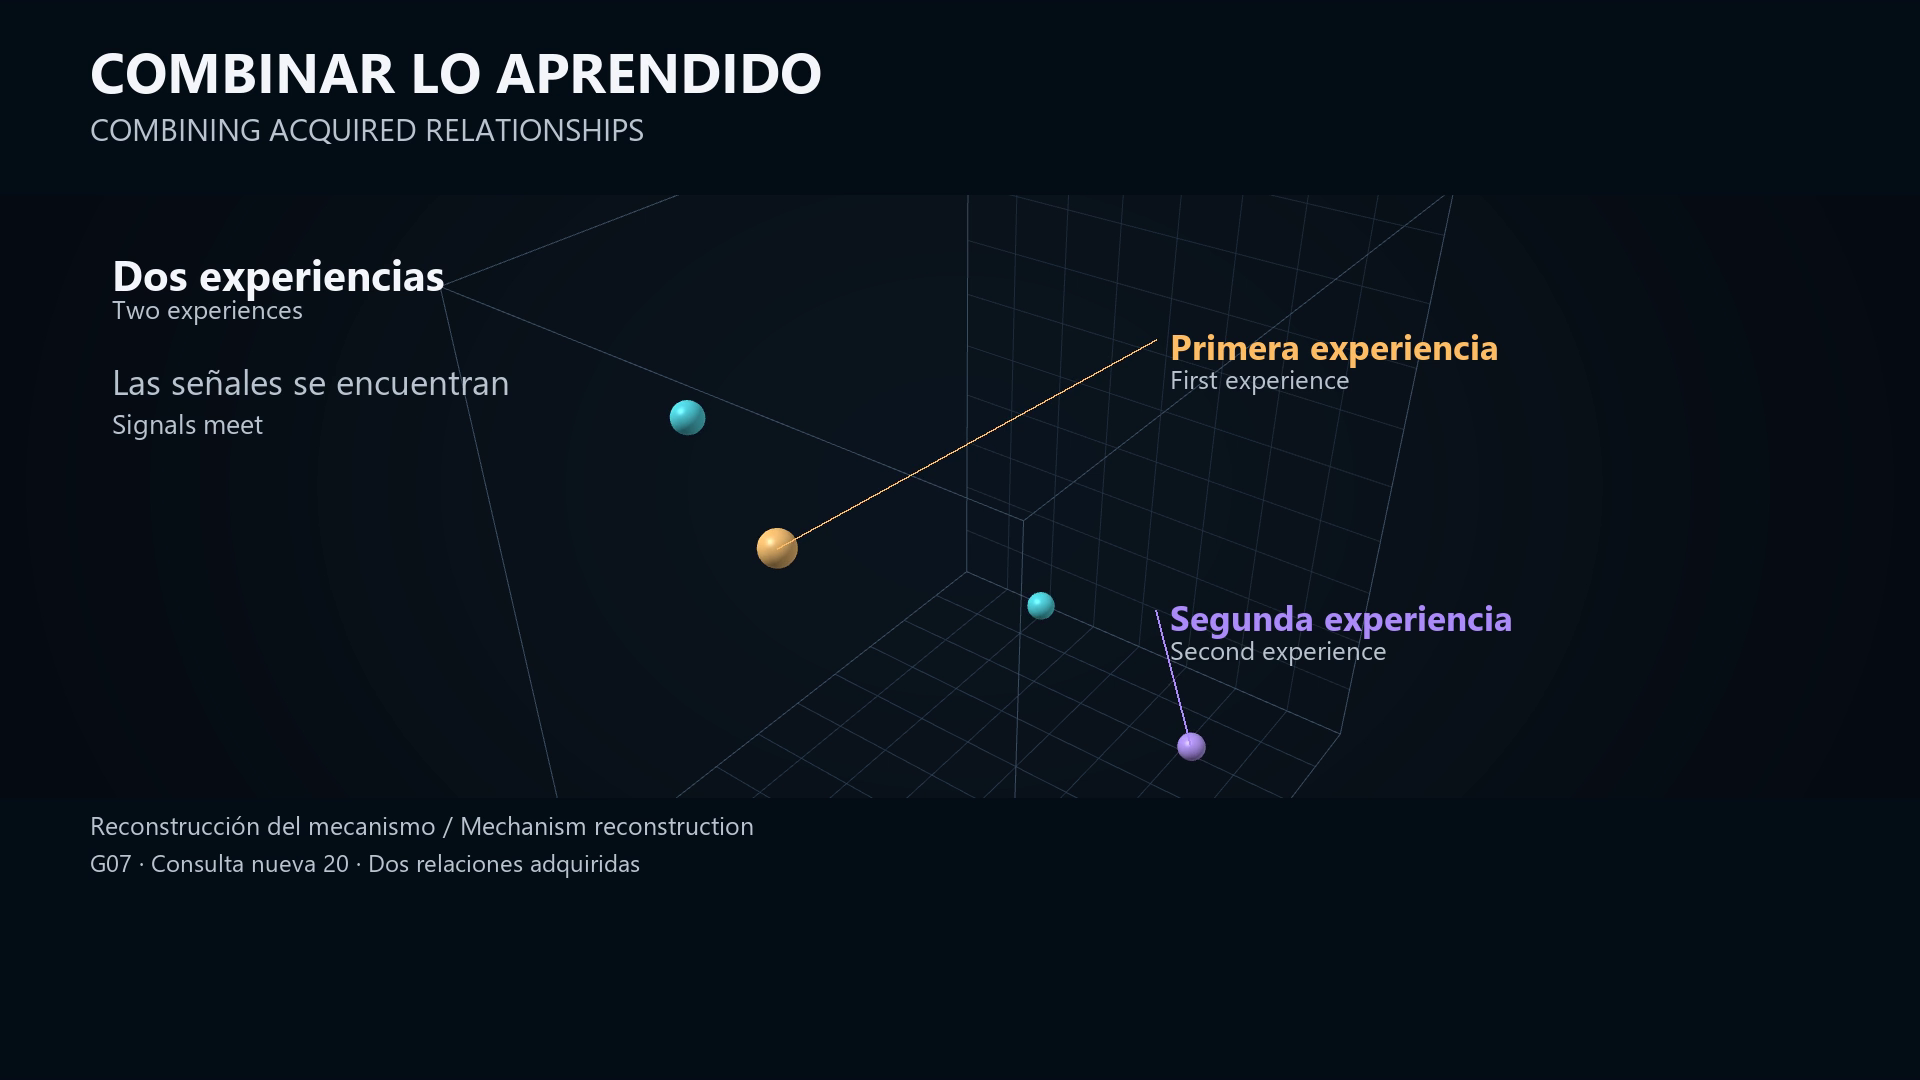 COMBINAR LO APRENDIDO
COMBINING ACQUIRED RELATIONSHIPS
Dos experiencias
Two experiences
Las señales se encuentran
Signals meet
Primera experiencia
First experience
Segunda experiencia
Second experience
Reconstrucción del mecanismo / Mechanism reconstruction
G07 · Consulta nueva 20 · Dos relaciones adquiridas